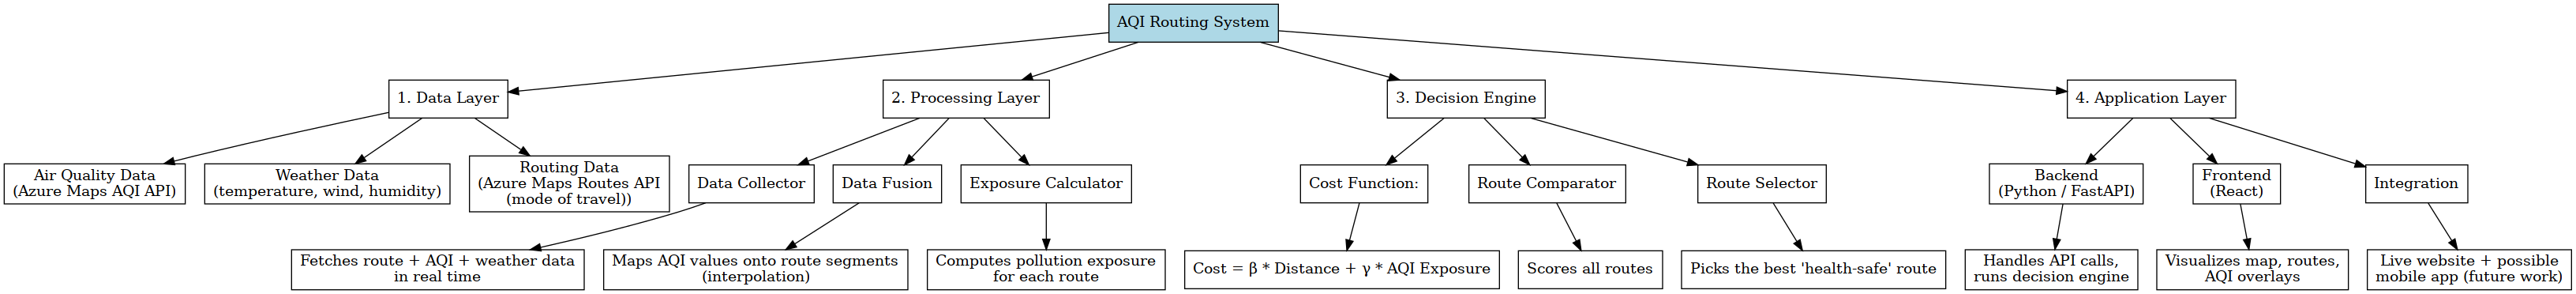 AQI Routing System
1. Data Layer
2. Processing Layer
3. Decision Engine
4. Application Layer
Air Quality Data
(Azure Maps AQI API)
Weather Data
(temperature, wind, humidity)
Routing Data
(Azure Maps Routes API
(mode of travel))
Data Collector
Data Fusion
Exposure Calculator
Cost Function:
Route Comparator
Route Selector
Backend
(Python / FastAPI)
Frontend
(React)
Integration
Fetches route + AQI + weather data
in real time
Maps AQI values onto route segments
(interpolation)
Computes pollution exposure
for each route
Cost = β * Distance + γ * AQI Exposure
Scores all routes
Picks the best 'health-safe' route
Handles API calls,
runs decision engine
Visualizes map, routes,
AQI overlays
Live website + possible
mobile app (future work)